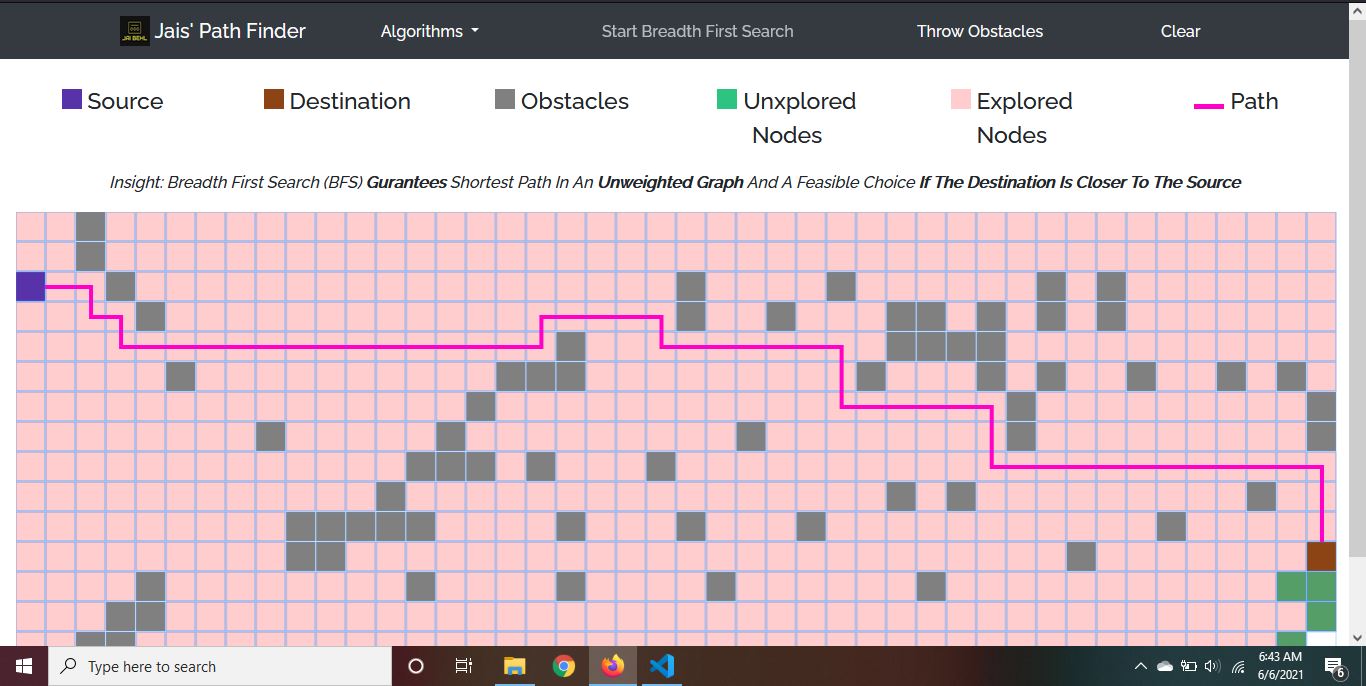 JAI BEHL
Jais' Path Finder Algorithms Start Breadth First Search Throw Obstacles Clear
Source Destination Obstacles Unxplored Nodes Explored Nodes Path
Insight: Breadth First Search (BFS) Gurantees Shortest Path In An Unweighted Graph And A Feasible Choice If The Destination Is Closer To The Source
Type here to search
6:43 AM
6/6/2021
6